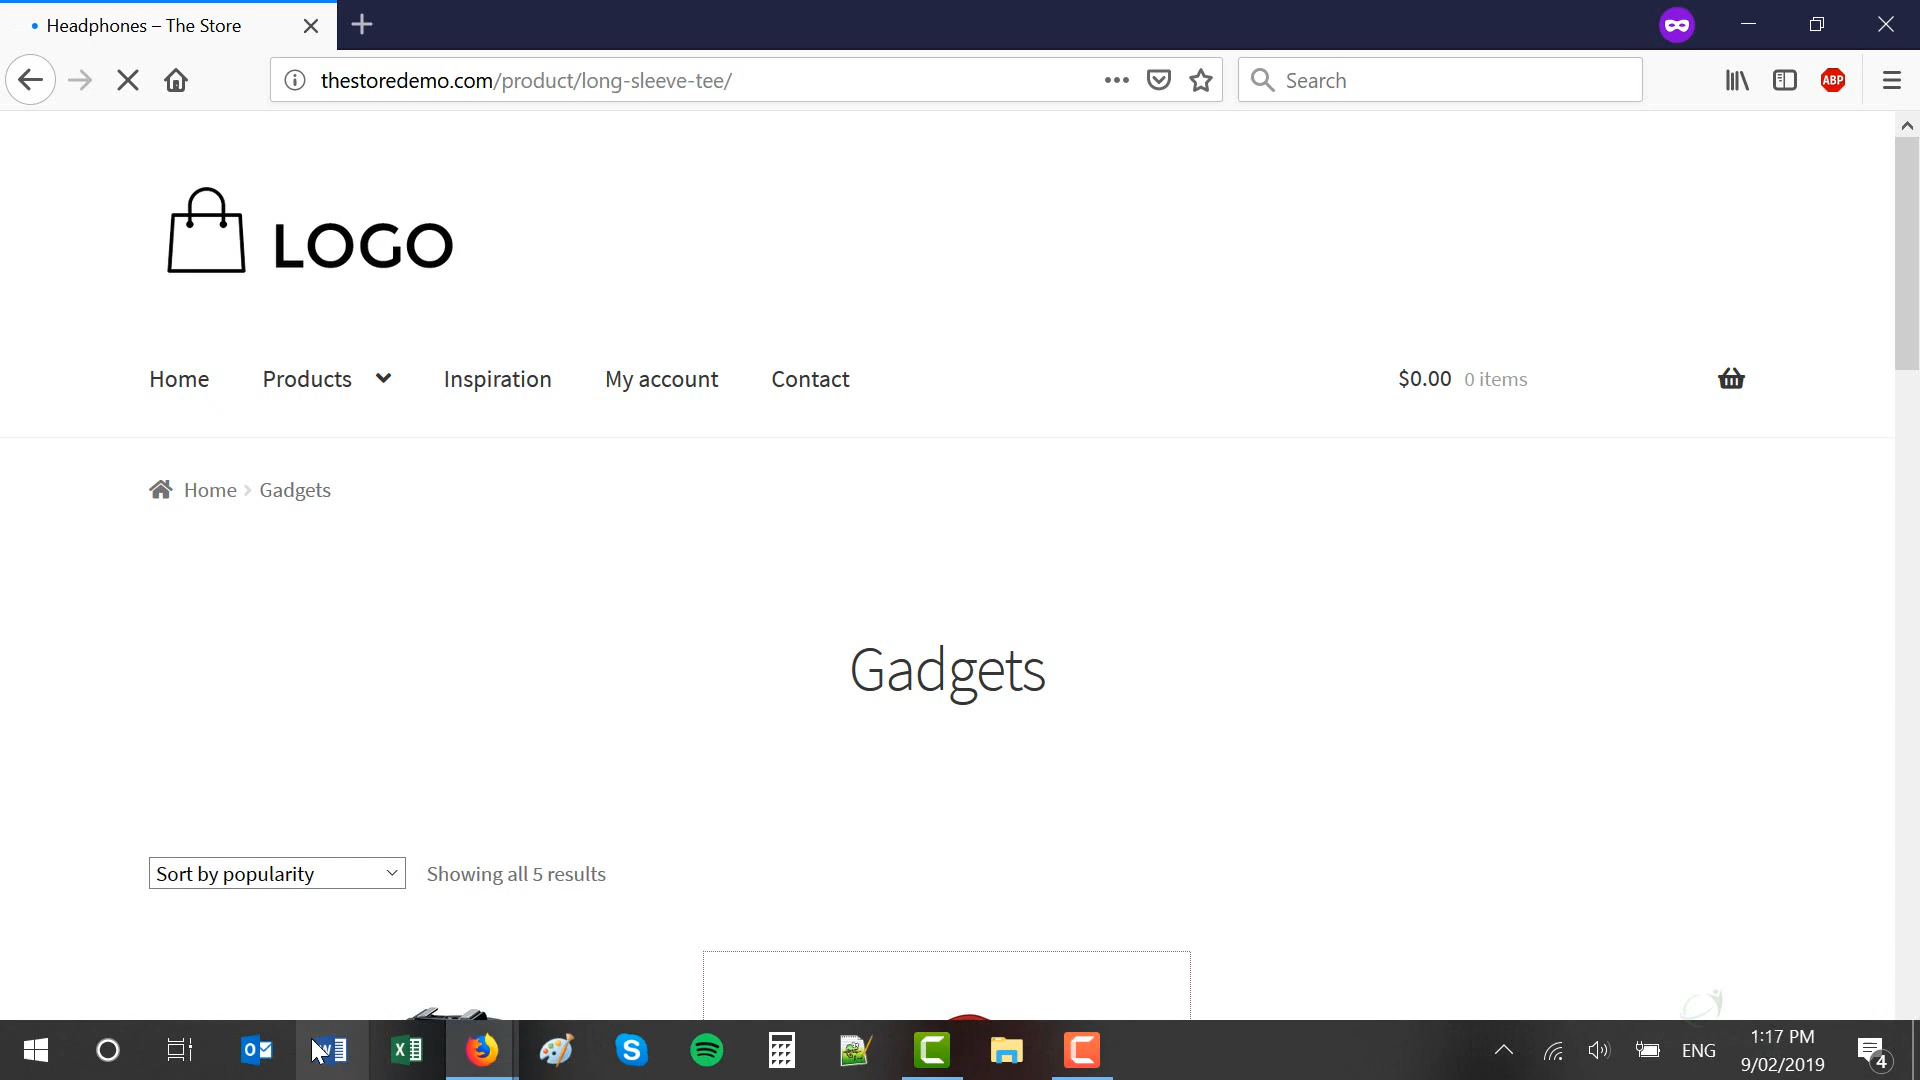 Headphones – The Store
thestoredemo.com/product/long-sleeve-tee/
Search
ABP
LOGO
Home
Products
Inspiration
My account
Contact
$0.00 0 items
Home
Gadgets
Gadgets
Sort by popularity
Showing all 5 results
ENG
1:17 PM
9/02/2019
4